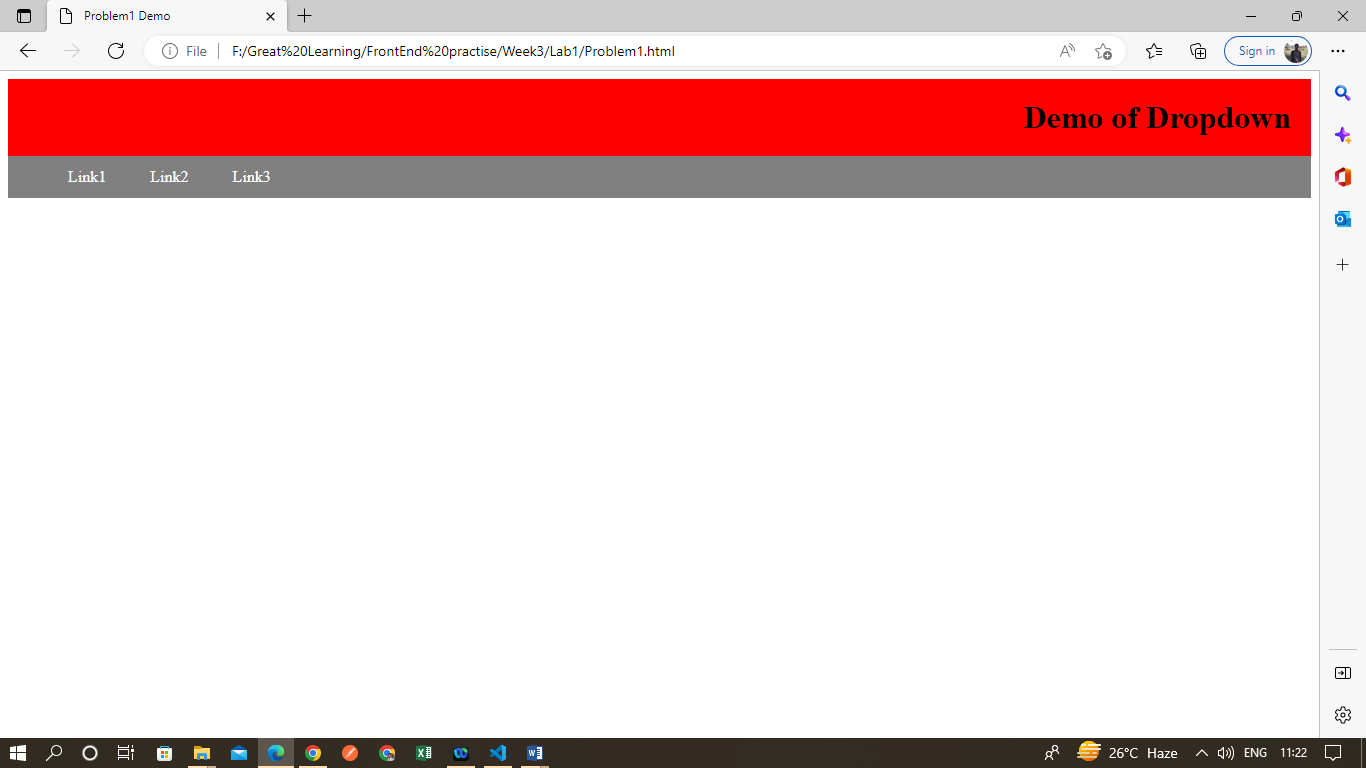 Problem1 Demo
File
F:/Great%20Learning/FrontEnd%20practise/Week3/Lab1/Problem1.html
Sign in
Demo of Dropdown
Link1 Link2 Link3
26°C Haze
ENG
11:22